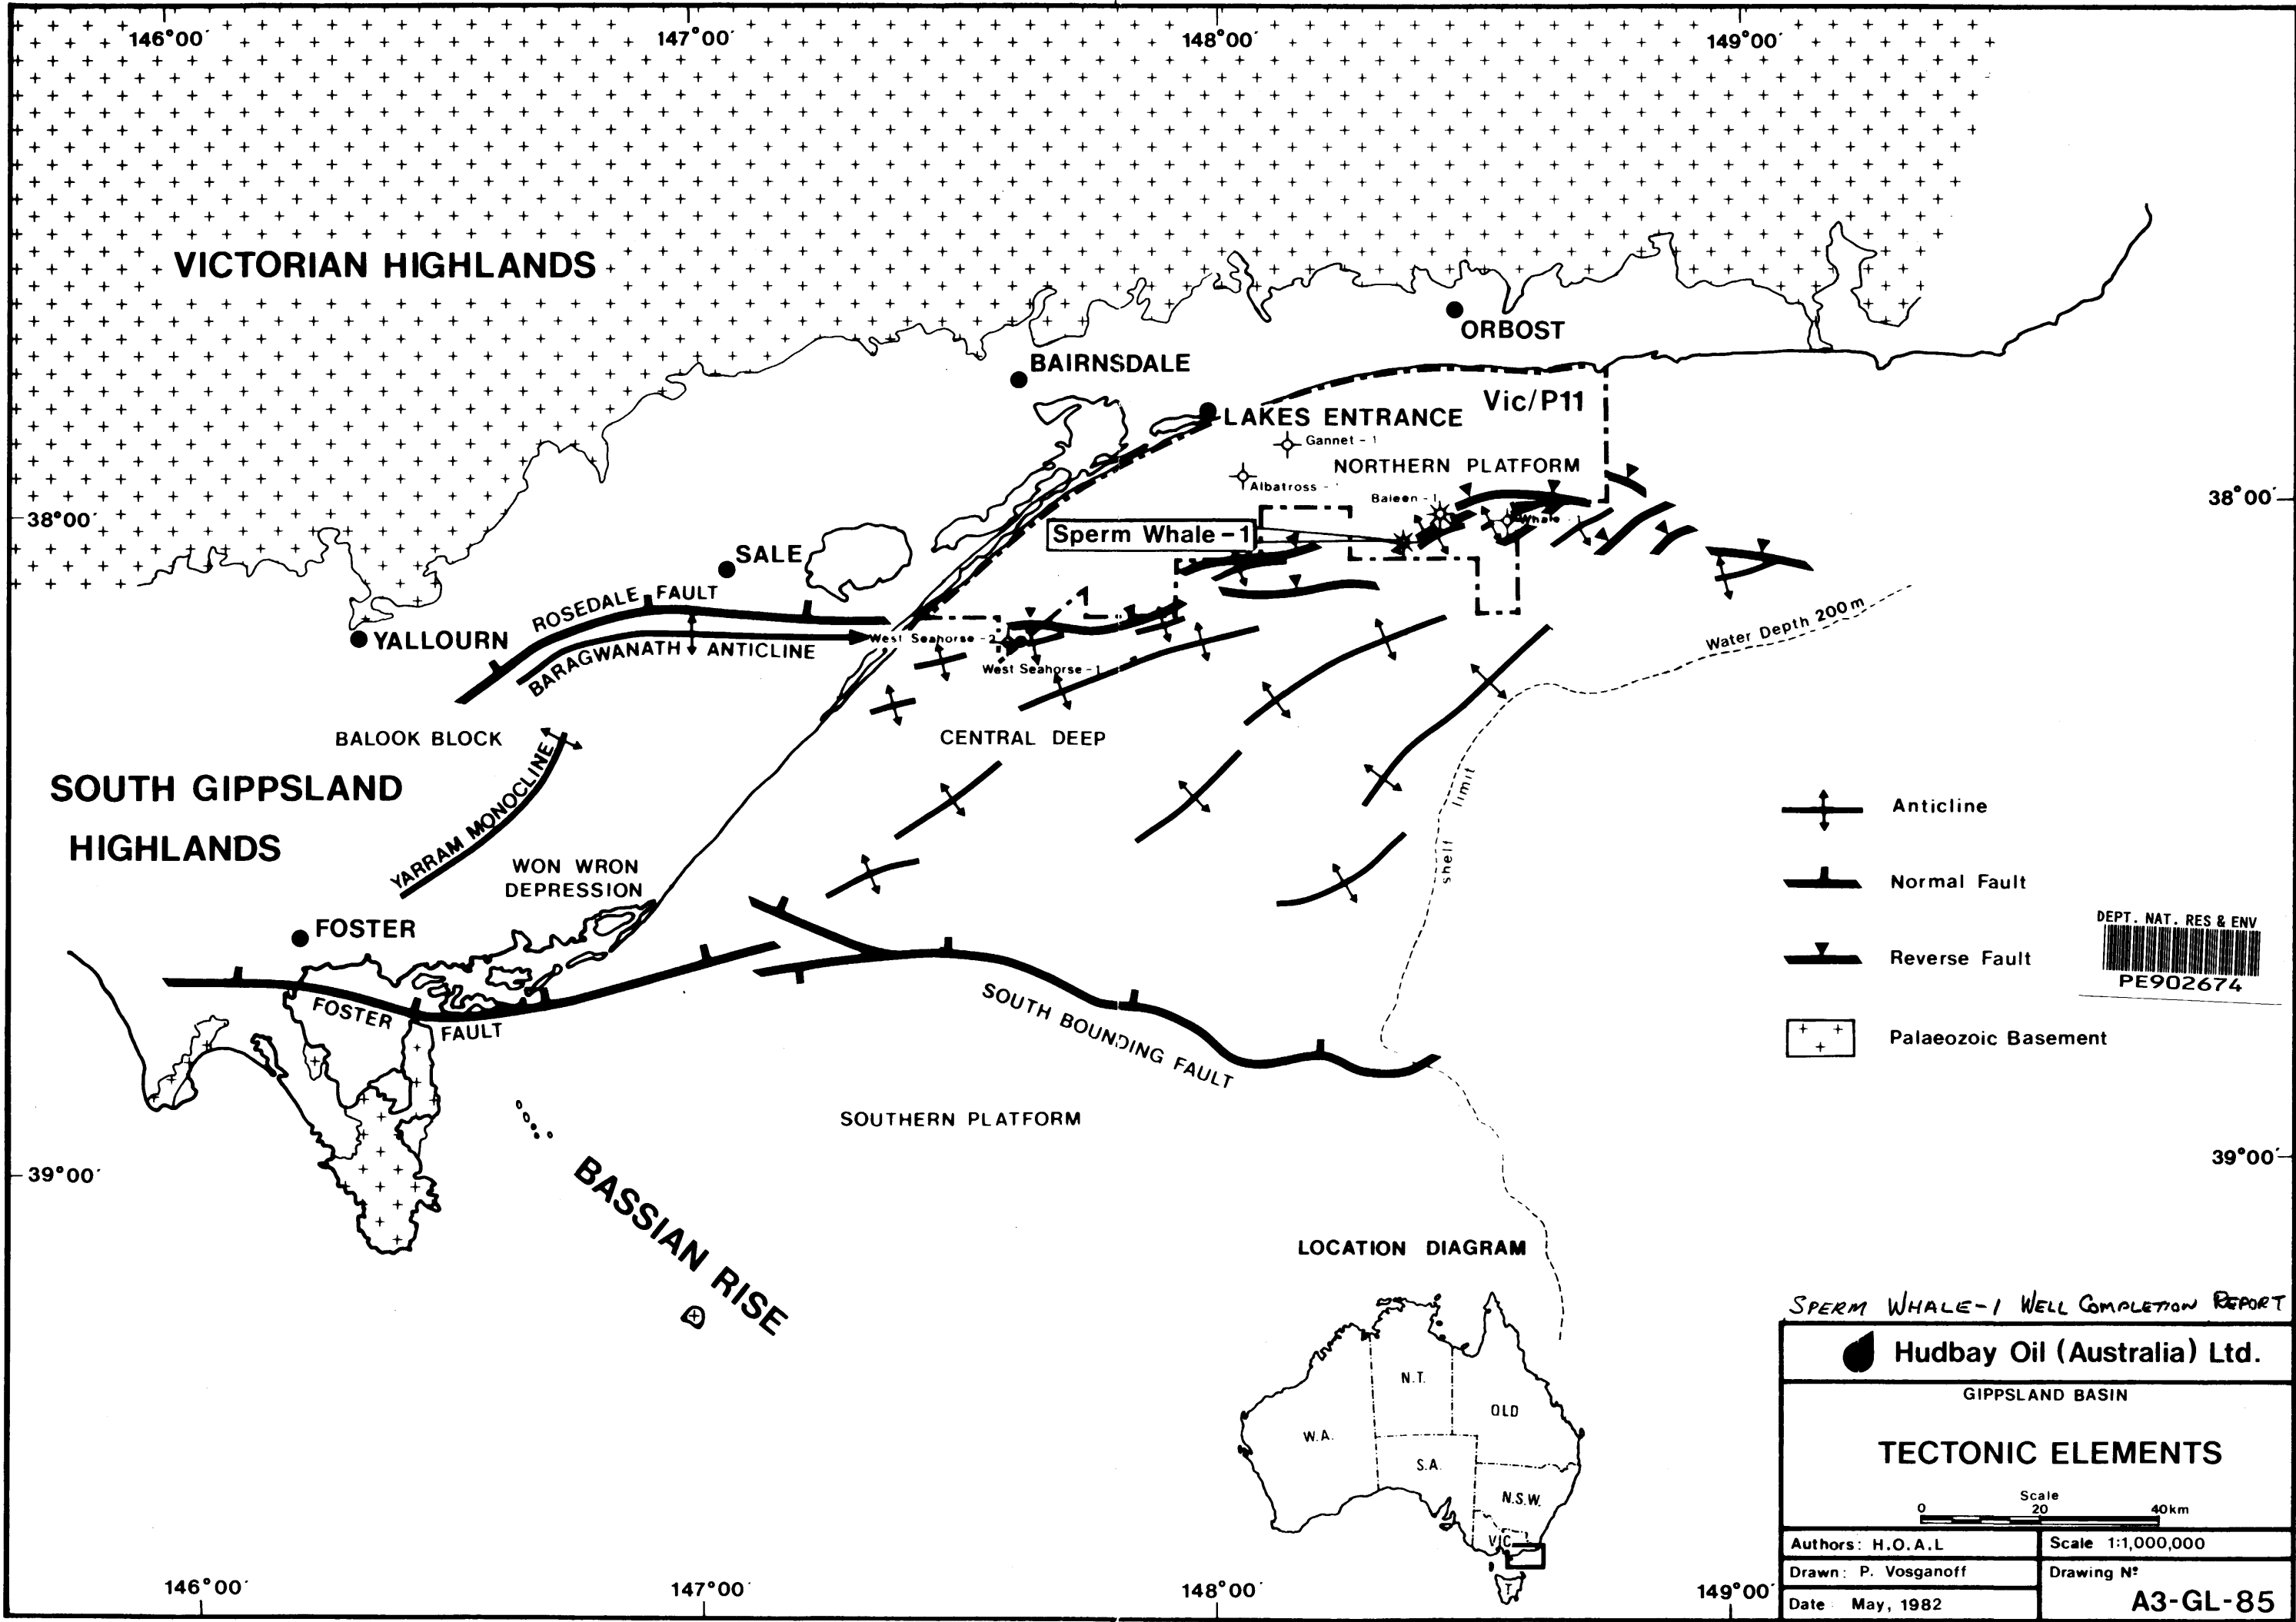 146°00'
147°00'
148°00'
149°00'
VICTORIAN HIGHLANDS
ORBOST
BAIRNSDALE
Vic/P11
LAKES ENTRANCE
Gannet - 1
NORTHERN PLATFORM
Albatross -
Baleen - 1
38°00'
38°00'
Whale - 1
Sperm Whale - 1
SALE
ROSEDALE FAULT
YALLOURN
BARAGWANATH ANTICLINE
West Seahorse - 2
West Seahorse - 1
Water Depth 200m
BALOOK BLOCK
CENTRAL DEEP
SOUTH GIPPSLAND
HIGHLANDS
YARRAM MONOCLINE
shelf limit
Anticline
WON WRON
DEPRESSION
Normal Fault
FOSTER
DEPT. NAT. RES & ENV
PE902674
Reverse Fault
FOSTER FAULT
SOUTH BOUNDING FAULT
Palaeozoic Basement
SOUTHERN PLATFORM
39°00'
39°00'
BASSIAN RISE
LOCATION DIAGRAM
N.T.
QLD
W.A.
S.A.
N.S.W.
VIC
T
SPERM WHALE-1 WELL COMPLETION REPORT
Hudbay Oil (Australia) Ltd.
GIPPSLAND BASIN
TECTONIC ELEMENTS
Scale
0 20 40km
Authors: H.O.A.L
Scale 1:1,000,000
Drawn: P. Vosganoff
Drawing Nº
Date May, 1982
A3-GL-85
146°00'
147°00'
148°00'
149°00'